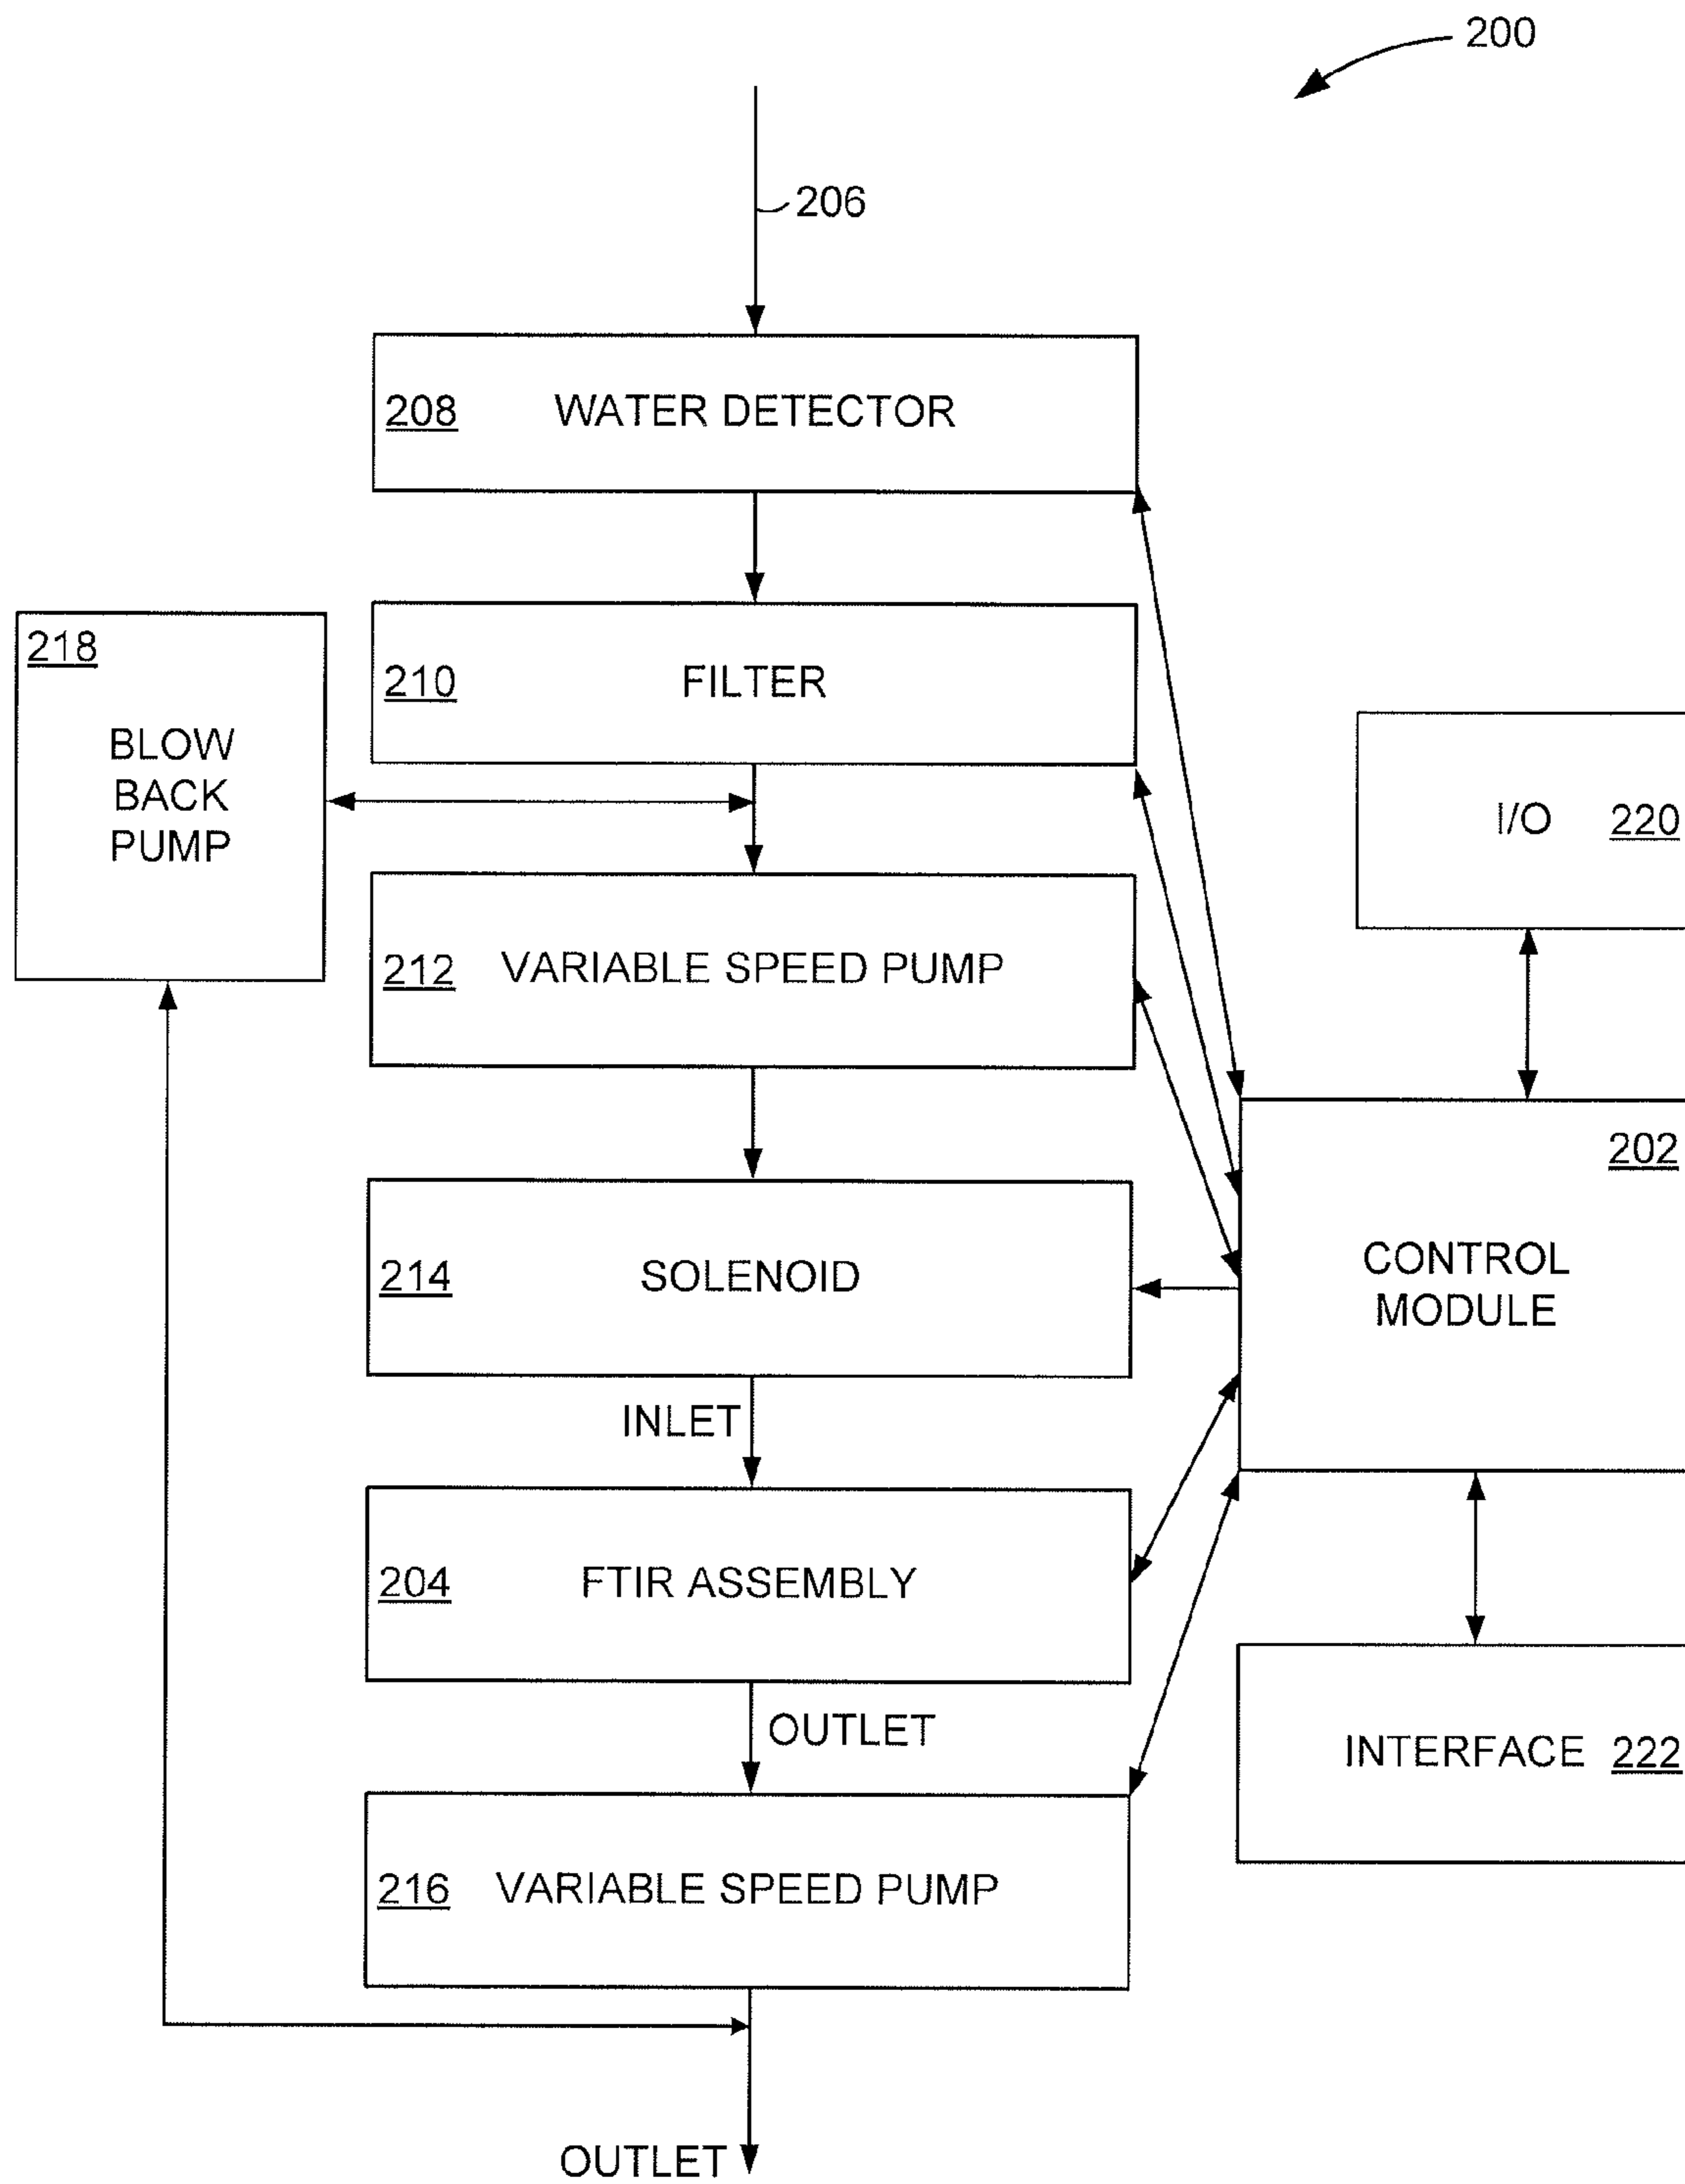 200
206
208 WATER DETECTOR
218
BLOW
BACK
PUMP
210 FILTER
I/O 220
212 VARIABLE SPEED PUMP
202
CONTROL
MODULE
214 SOLENOID
INLET
204 FTIR ASSEMBLY
OUTLET
INTERFACE 222
216 VARIABLE SPEED PUMP
OUTLET